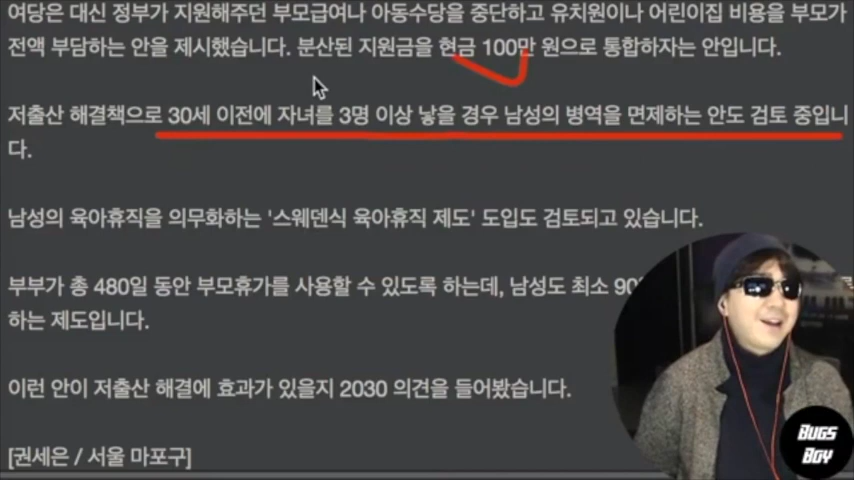 여당은 대신 정부가 지원해주던 부모급여나 아동수당을 중단하고 유치원이나 어린이집 비용을 부모가
전액 부담하는 안을 제시했습니다. 분산된 지원금을 현금 100만 원으로 통합하자는 안입니다.
저출산 해결책으로 30세 이전에 자녀를 3명 이상 낳을 경우 남성의 병역을 면제하는 안도 검토 중입니
다.
남성의 육아휴직을 의무화하는 '스웨덴식 육아휴직 제도' 도입도 검토되고 있습니다.
부부가 총 480일 동안 부모휴가를 사용할 수 있도록 하는데, 남성도 최소 90
하는 제도입니다.
이런 안이 저출산 해결에 효과가 있을지 2030 의견을 들어봤습니다.
[권세은 / 서울 마포구]
BUGS
BOY